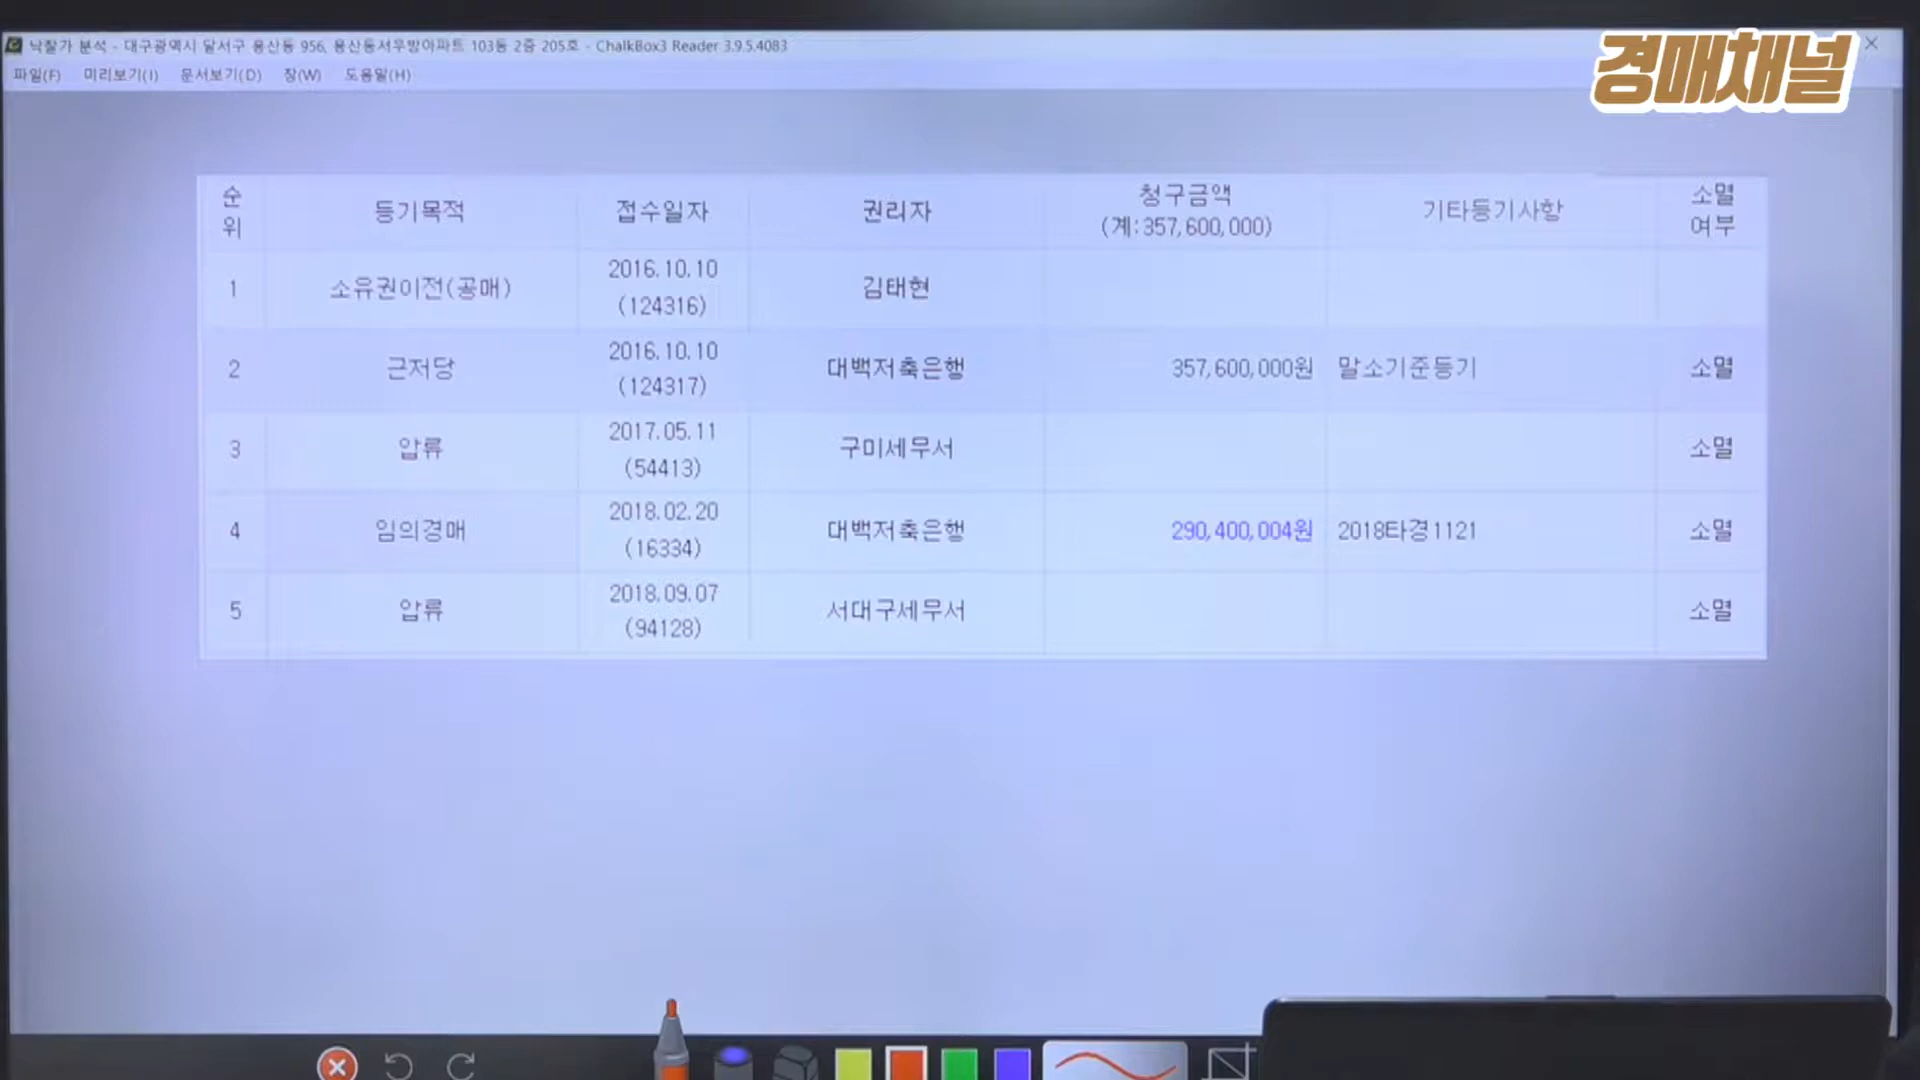 낙찰가 분석 - 대구광역시 달서구 용산동 956, 용산동서우방아파트 103동 2층 205호 - ChalkBox3 Reader 3.9.5.4083
파일(F) 미리보기(I) 문서보기(D) 창(W) 도움말(H)
경매채널
순위 등기목적 접수일자 권리자 청구금액 (계:357,600,000) 기타등기사항 소멸여부
1 소유권이전(공매) 2016.10.10 (124316) 김태현
2 근저당 2016.10.10 (124317) 대백저축은행 357,600,000원 말소기준등기 소멸
3 압류 2017.05.11 (54413) 구미세무서 소멸
4 임의경매 2018.02.20 (16334) 대백저축은행 290,400,004원 2018타경1121 소멸
5 압류 2018.09.07 (94128) 서대구세무서 소멸